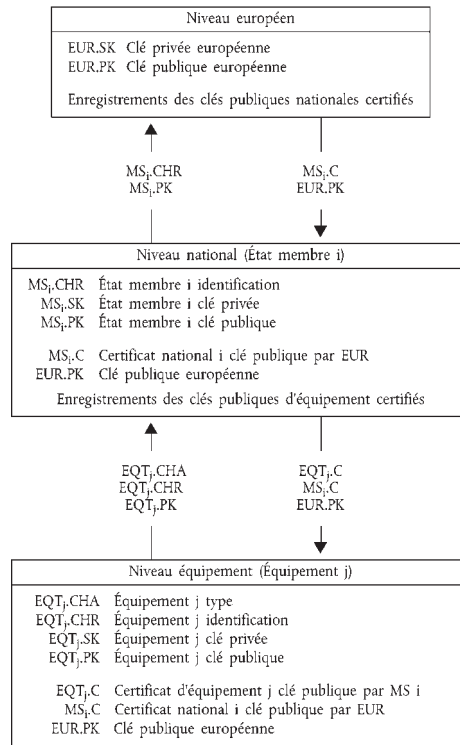 Niveau européen
EUR.SK Clé privée européenne
EUR.PK Clé publique européenne
Enregistrements des clés publiques nationales certifiés
MSi.CHR
MSi.PK
MSi.C
EUR.PK
Niveau national (État membre i)
MSi.CHR État membre i identification
MSi.SK État membre i clé privée
MSi.PK État membre i clé publique
MSi.C Certificat national i clé publique par EUR
EUR.PK Clé publique européenne
Enregistrements des clés publiques d'équipement certifiés
EQTj.CHA
EQTj.CHR
EQTj.PK
EQTj.C
MSi.C
EUR.PK
Niveau équipement (Équipement j)
EQTj.CHA Équipement j type
EQTj.CHR Équipement j identification
EQTj.SK Équipement j clé privée
EQTj.PK Équipement j clé publique
EQTj.C Certificat d'équipement j clé publique par MS i
MSi.C Certificat national i clé publique par EUR
EUR.PK Clé publique européenne